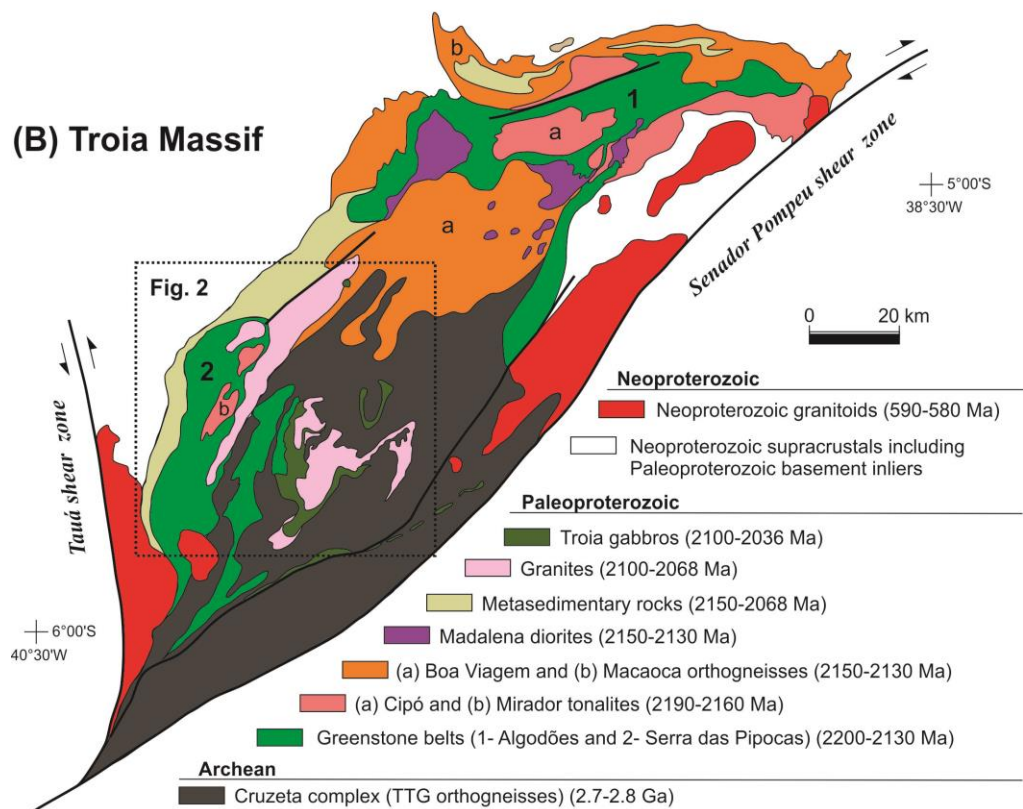 b
1
a
(B) Troia Massif
Senador Pompeu shear zone
5°00'S
38°30'W
a
Fig. 2
0 20 km
2
b
Tauá shear zone
Neoproterozoic
Neoproterozoic granitoids (590-580 Ma)
Neoproterozoic supracrustals including
Paleoproterozoic basement inliers
Paleoproterozoic
Troia gabbros (2100-2036 Ma)
Granites (2100-2068 Ma)
Metasedimentary rocks (2150-2068 Ma)
6°00'S
40°30'W
Madalena diorites (2150-2130 Ma)
(a) Boa Viagem and (b) Macaoca orthogneisses (2150-2130 Ma)
(a) Cipó and (b) Mirador tonalites (2190-2160 Ma)
Greenstone belts (1- Algodões and 2- Serra das Pipocas) (2200-2130 Ma)
Archean
Cruzeta complex (TTG orthogneisses) (2.7-2.8 Ga)